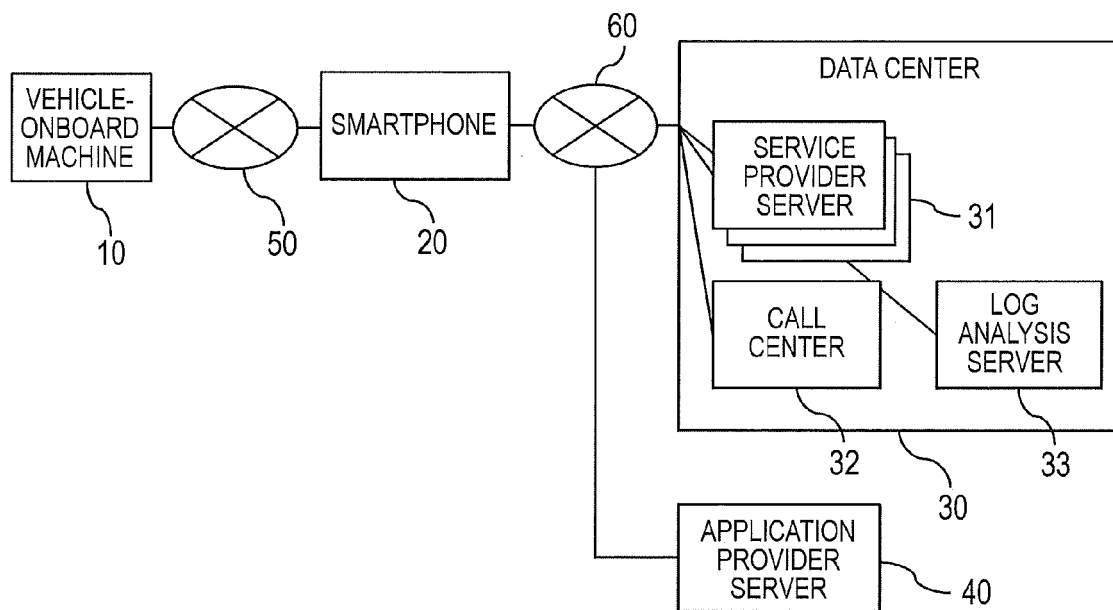 60
DATA CENTER
VEHICLE-
ONBOARD
MACHINE
SMARTPHONE
SERVICE
PROVIDER
SERVER
31
10
50
20
CALL
CENTER
LOG
ANALYSIS
SERVER
32
33
30
APPLICATION
PROVIDER
SERVER
40